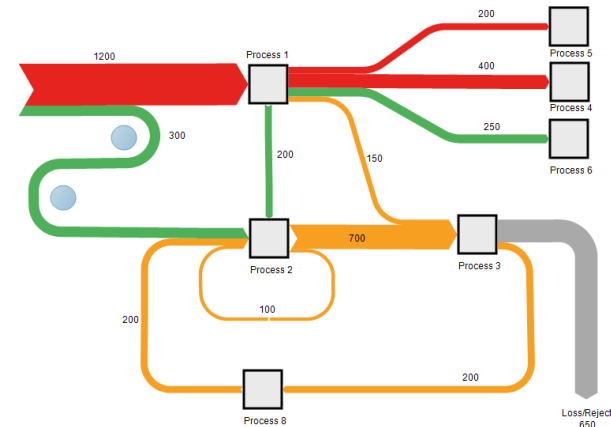 200
1200
Process 1
Process 5
400
Process 4
300
250
200
150
Process 6
700
Process 2
Process 3
100
200
200
Process 8
Loss/Reject
650